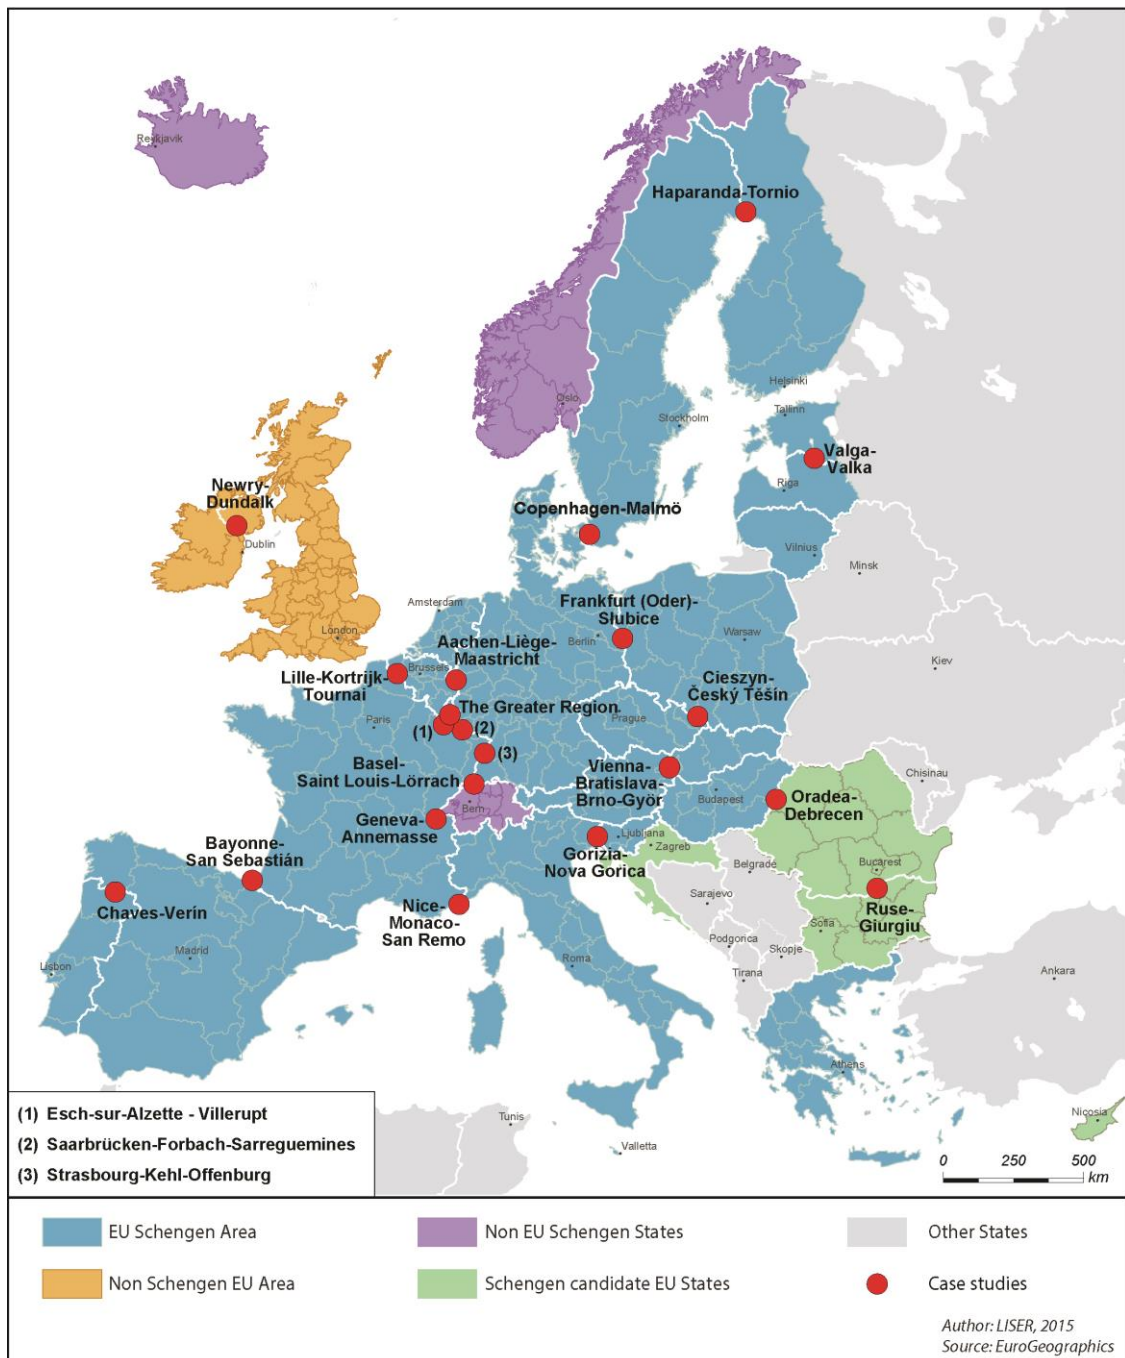 Reykjavik
Haparanda-Tornio
Helsinki
Oslo
Tallinn
Stockholm
Valga-
Valka
Riga
Newry-
Dundalk
Copenhagen-Malmö
Dublin
Vilnius
Minsk
Amsterdam
Frankfurt (Oder)-
Słubice
London
Berlin
Warsaw
Aachen-Liège-
Maastricht
Kiev
Brussels
Lille-Kortrijk-
Tournai
Cieszyn-
Český Těšín
The Greater Region
Paris
Prague
(1)
(2)
(3)
Basel-
Saint Louis-Lörrach
Vienna-
Bratislava-
Brno-Györ
Chisinau
Bern
Budapest
Oradea-
Debrecen
Geneva-
Annemasse
Ljubljana
Zagreb
Gorizia-
Nova Gorica
Bayonne-
San Sebastián
Belgrade
Bucarest
Sarajevo
Chaves-Verín
Nice-
Monaco-
San Remo
Ruse-
Giurgiu
Sofia
Madrid
Podgorica
Skopje
Roma
Lisbon
Tirana
Ankara
Athens
Tunis
Nicosia
Valletta
(1) Esch-sur-Alzette - Villerupt
(2) Saarbrücken-Forbach-Sarreguemines
(3) Strasbourg-Kehl-Offenburg
0 250 500
km
EU Schengen Area
Non EU Schengen States
Other States
Non Schengen EU Area
Schengen candidate EU States
Case studies
Author: LISER, 2015
Source: EuroGeographics